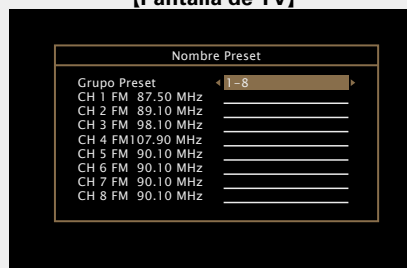 【Pantalla de TV】
Nombre Preset
Grupo Preset 1-8
CH 1 FM 87.50 MHz
CH 2 FM 89.10 MHz
CH 3 FM 98.10 MHz
CH 4 FM107.90 MHz
CH 5 FM 90.10 MHz
CH 6 FM 90.10 MHz
CH 7 FM 90.10 MHz
CH 8 FM 90.10 MHz